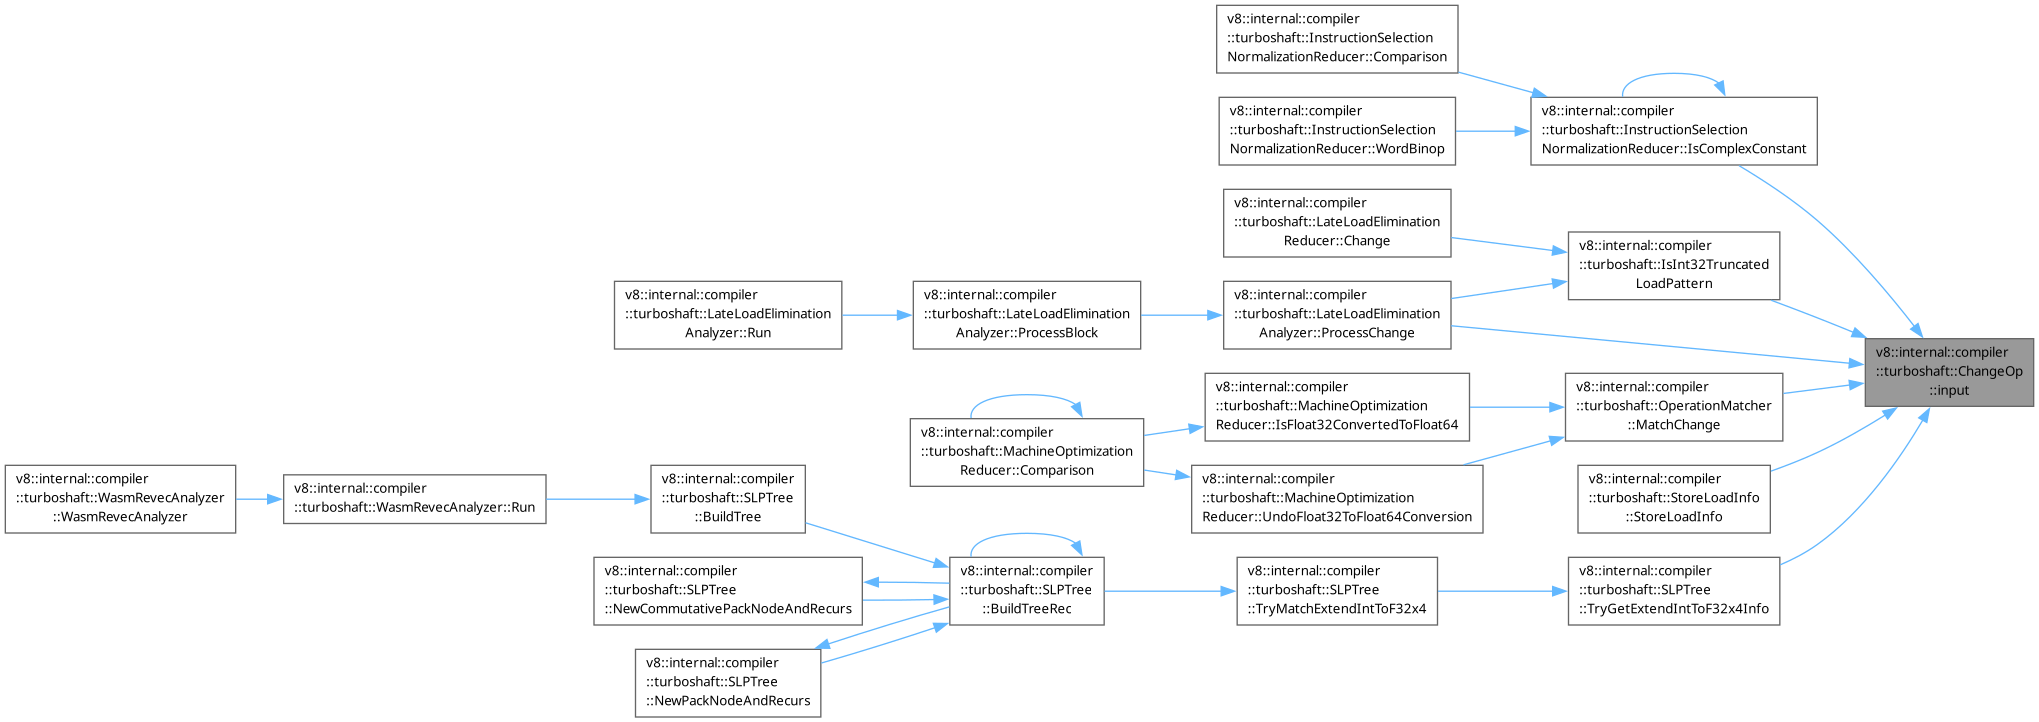 v8::internal::compiler
::turboshaft::InstructionSelection
NormalizationReducer::Comparison
v8::internal::compiler
::turboshaft::InstructionSelection
NormalizationReducer::WordBinop
v8::internal::compiler
::turboshaft::InstructionSelection
NormalizationReducer::IsComplexConstant
v8::internal::compiler
::turboshaft::LateLoadElimination
Reducer::Change
v8::internal::compiler
::turboshaft::IsInt32Truncated
LoadPattern
v8::internal::compiler
::turboshaft::LateLoadElimination
Analyzer::Run
v8::internal::compiler
::turboshaft::LateLoadElimination
Analyzer::ProcessBlock
v8::internal::compiler
::turboshaft::LateLoadElimination
Analyzer::ProcessChange
v8::internal::compiler
::turboshaft::ChangeOp
::input
v8::internal::compiler
::turboshaft::MachineOptimization
Reducer::IsFloat32ConvertedToFloat64
v8::internal::compiler
::turboshaft::OperationMatcher
::MatchChange
v8::internal::compiler
::turboshaft::MachineOptimization
Reducer::Comparison
v8::internal::compiler
::turboshaft::WasmRevecAnalyzer
::WasmRevecAnalyzer
v8::internal::compiler
::turboshaft::WasmRevecAnalyzer::Run
v8::internal::compiler
::turboshaft::SLPTree
::BuildTree
v8::internal::compiler
::turboshaft::MachineOptimization
Reducer::UndoFloat32ToFloat64Conversion
v8::internal::compiler
::turboshaft::StoreLoadInfo
::StoreLoadInfo
v8::internal::compiler
::turboshaft::SLPTree
::NewCommutativePackNodeAndRecurs
v8::internal::compiler
::turboshaft::SLPTree
::BuildTreeRec
v8::internal::compiler
::turboshaft::SLPTree
::TryMatchExtendIntToF32x4
v8::internal::compiler
::turboshaft::SLPTree
::TryGetExtendIntToF32x4Info
v8::internal::compiler
::turboshaft::SLPTree
::NewPackNodeAndRecurs